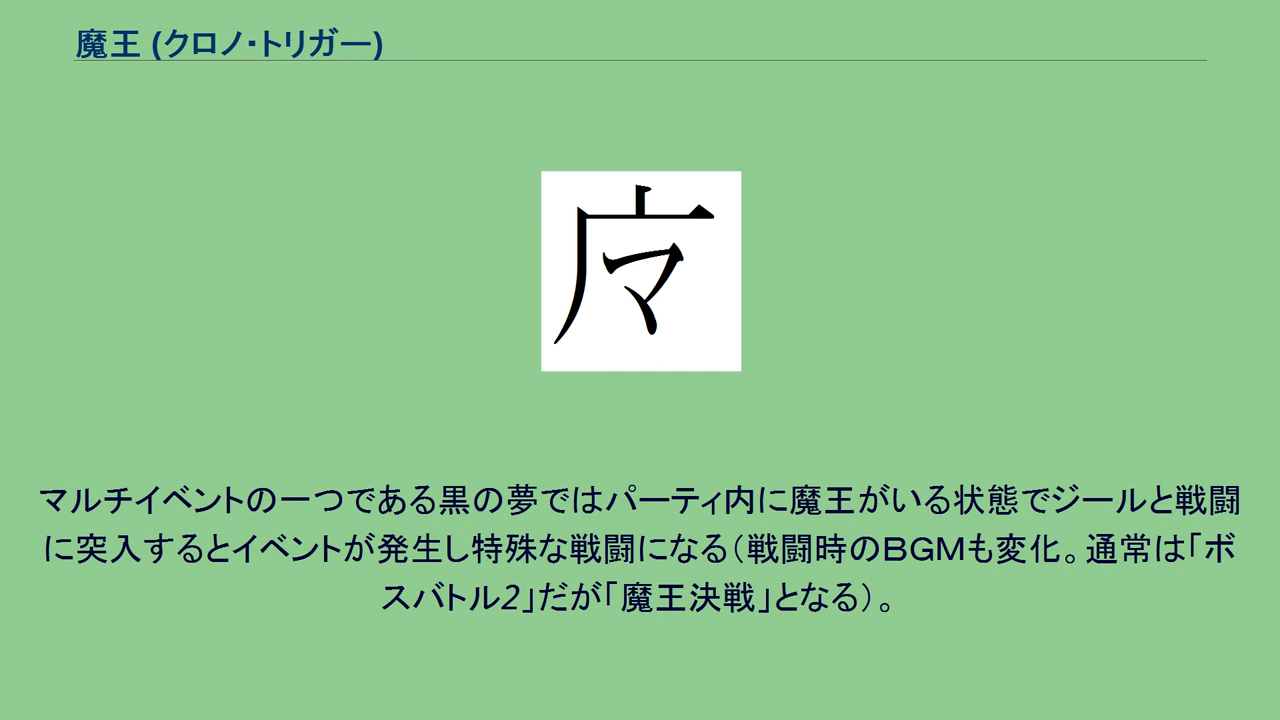 魔王 (クロノ・トリガー)
广マ
マルチイベントの一つである黒の夢ではパーティ内に魔王がいる状態でジールと戦闘
に突入するとイベントが発生し特殊な戦闘になる（戦闘時のＢＧＭも変化。通常は「ボ
スバトル2」だが「魔王決戦」となる）。